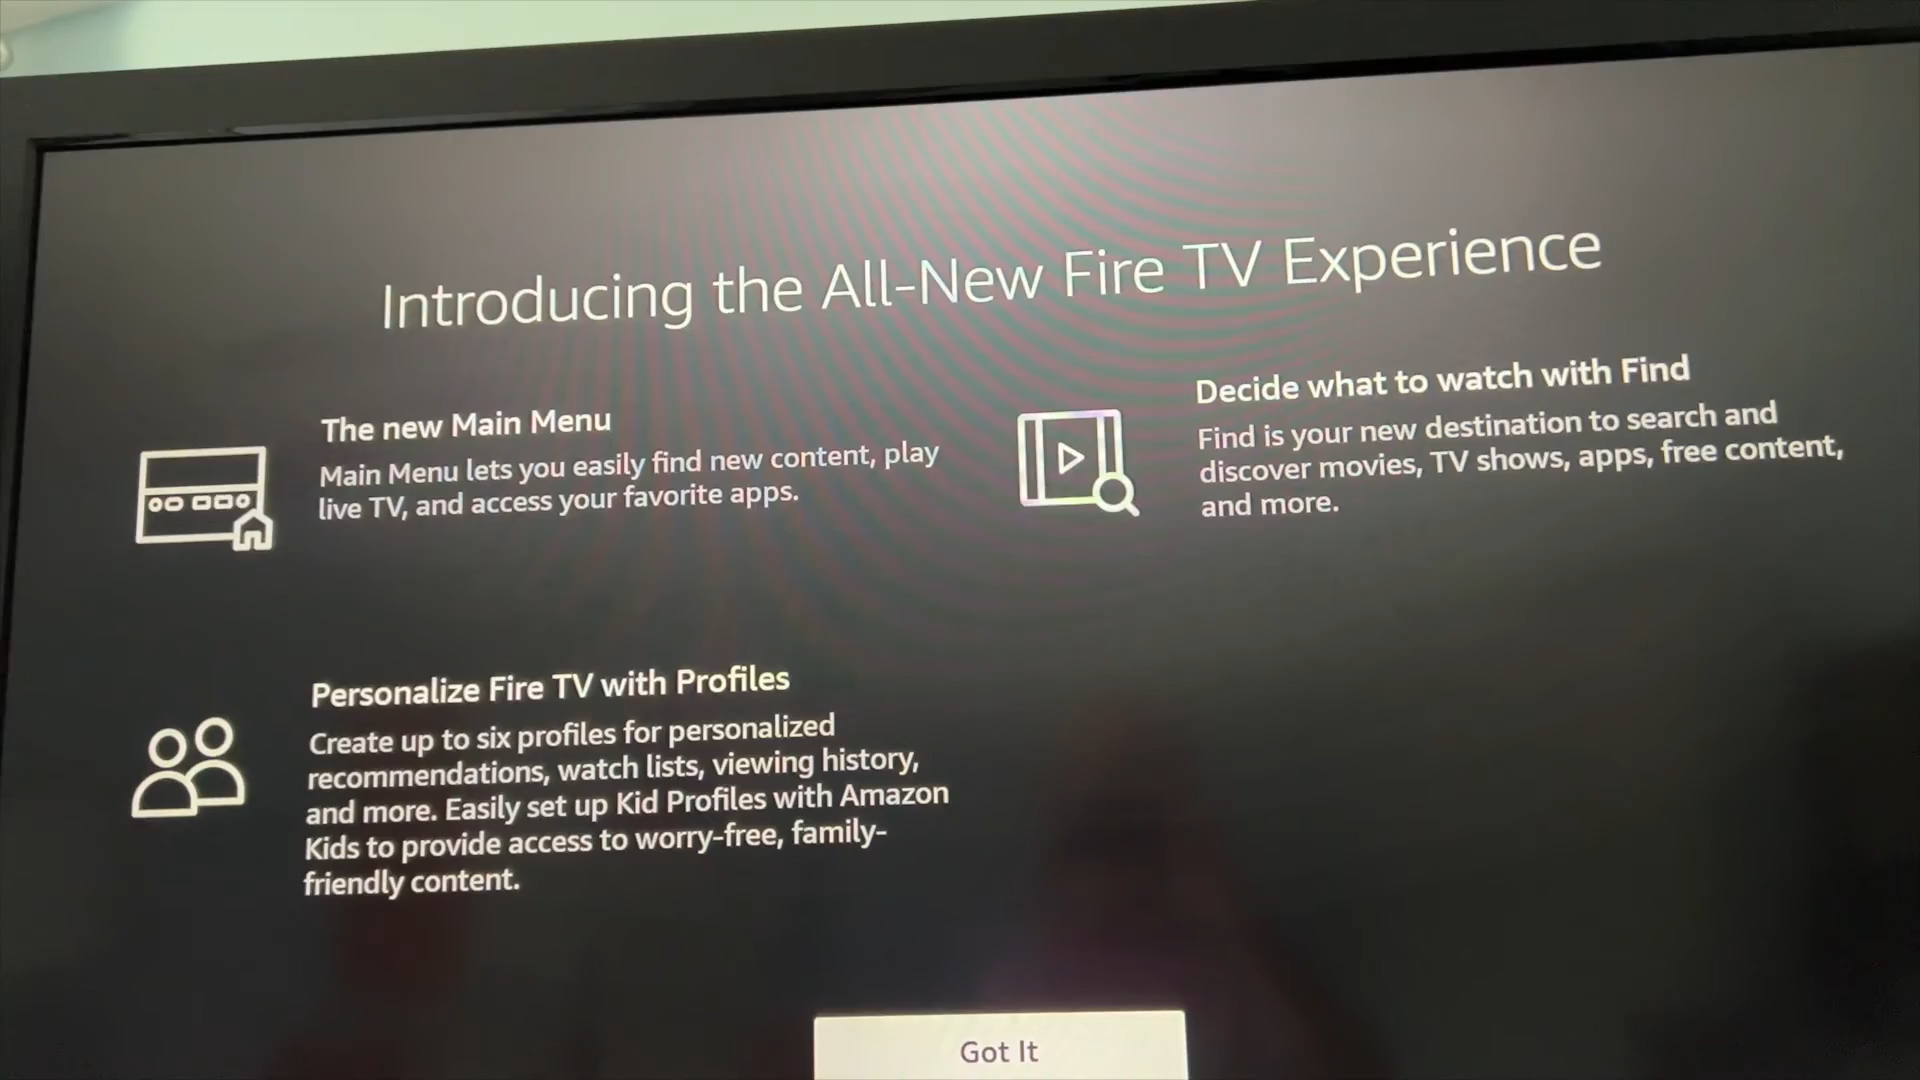 Introducing the All-New Fire TV Experience
The new Main Menu
Main Menu lets you easily find new content, play
live TV, and access your favorite apps.
Decide what to watch with Find
Find is your new destination to search and
discover movies, TV shows, apps, free content,
and more.
Personalize Fire TV with Profiles
Create up to six profiles for personalized
recommendations, watch lists, viewing history,
and more. Easily set up Kid Profiles with Amazon
Kids to provide access to worry-free, family-
friendly content.
Got It